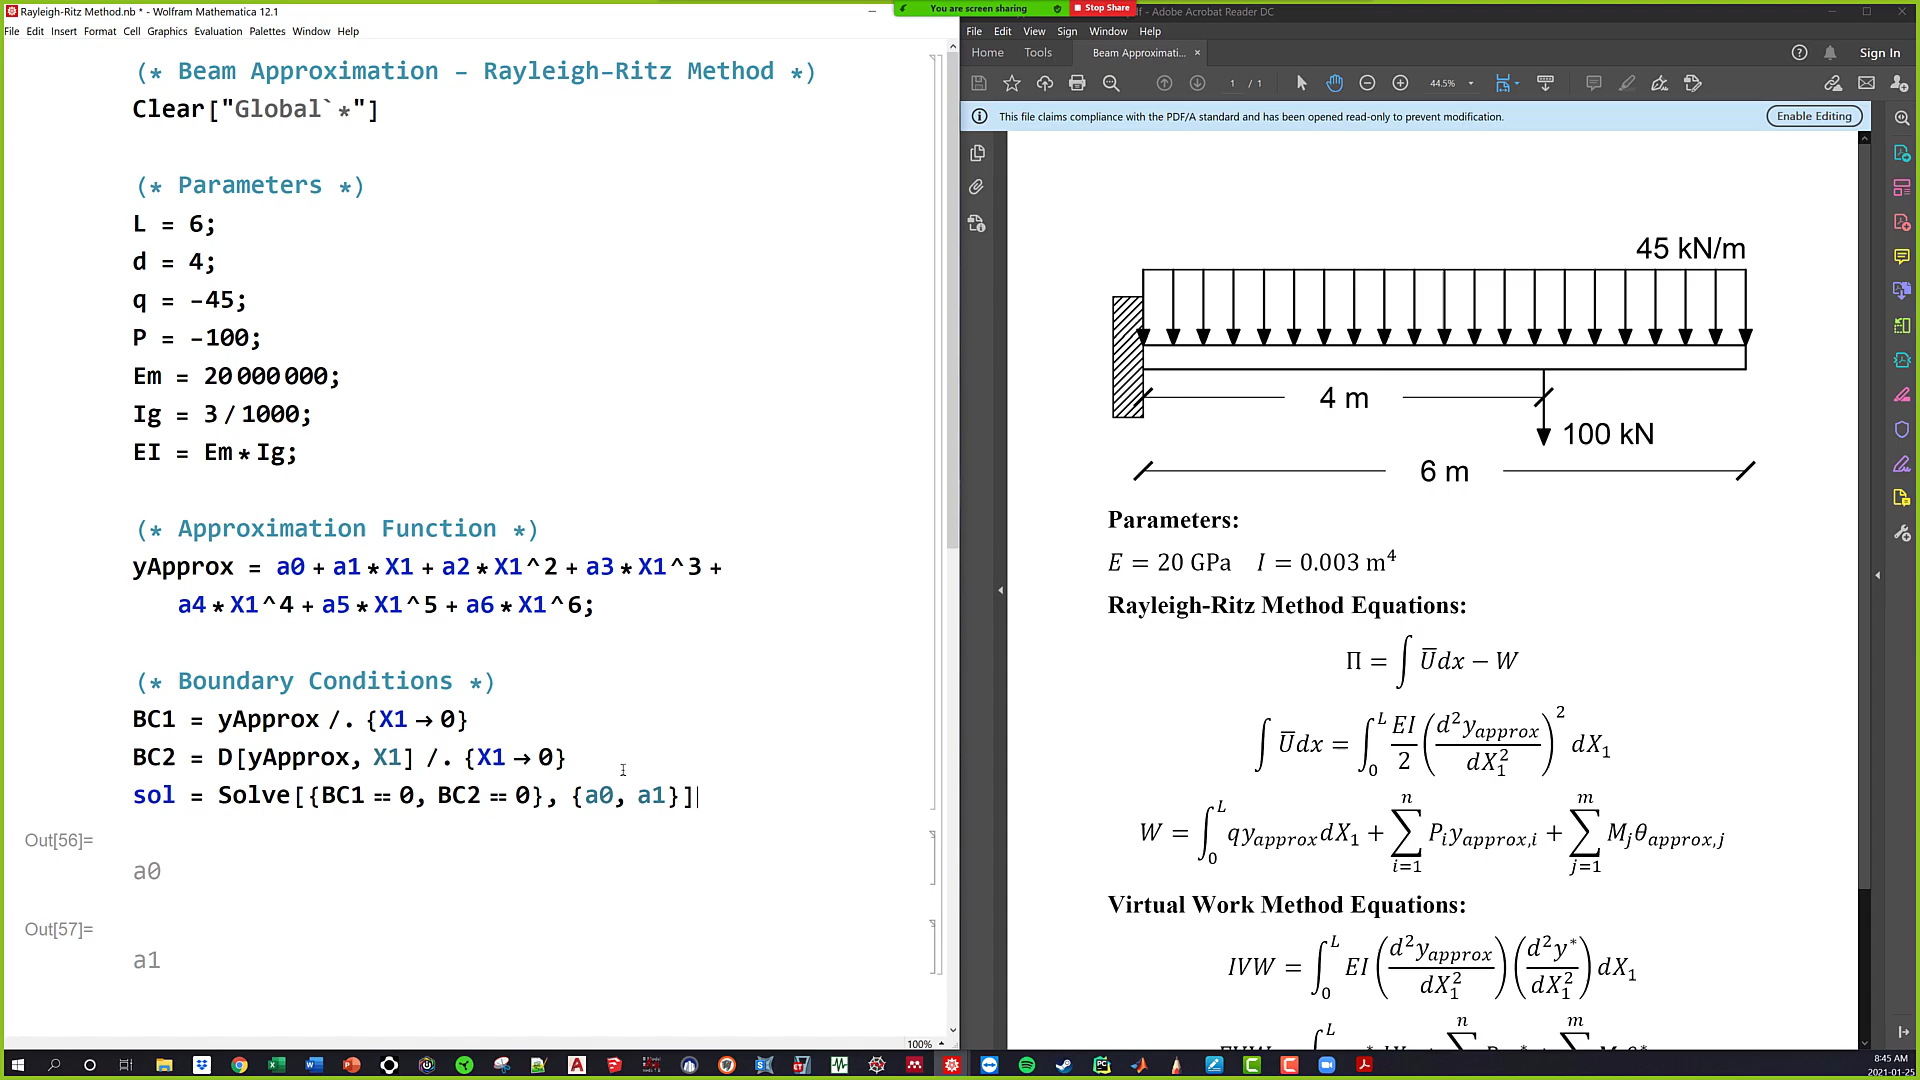 Rayleigh-Ritz Method.nb * - Wolfram Mathematica 12.1
File Edit Insert Format Cell Graphics Evaluation Palettes Window Help
(* Beam Approximation - Rayleigh-Ritz Method *)
Clear["Global`*"]
(* Parameters *)
L = 6;
d = 4;
q = -45;
P = -100;
Em = 20 000 000;
Ig = 3 / 1000;
EI = Em * Ig;
(* Approximation Function *)
yApprox = a0 + a1 * X1 + a2 * X1^2 + a3 * X1^3 +
a4 * X1^4 + a5 * X1^5 + a6 * X1^6;
(* Boundary Conditions *)
BC1 = yApprox /. {X1 → 0}
BC2 = D[yApprox, X1] /. {X1 → 0}
sol = Solve[{BC1 == 0, BC2 == 0}, {a0, a1}]
Out[56]=
a0
Out[57]=
a1
100%
You are screen sharing
Stop Share
df - Adobe Acrobat Reader DC
File Edit View Sign Window Help
Home Tools Beam Approximati... × Sign In
1 / 1 44.5%
This file claims compliance with the PDF/A standard and has been opened read-only to prevent modification. Enable Editing
45 kN/m
4 m
100 kN
6 m
Parameters:
E = 20 GPa I = 0.003 m⁴
Rayleigh-Ritz Method Equations:
Π = ∫ U̅dx − W
∫ U̅dx = ∫₀ᴸ EI/2 (d²y_approx/dX₁²)² dX₁
W = ∫₀ᴸ qy_approx dX₁ + ∑ᵢ₌₁ⁿ Pᵢy_approx,i + ∑ⱼ₌₁ᵐ Mⱼθ_approx,j
Virtual Work Method Equations:
IVW = ∫₀ᴸ EI (d²y_approx/dX₁²) (d²y*/dX₁²) dX₁
L n m
8:45 AM
2021-01-25